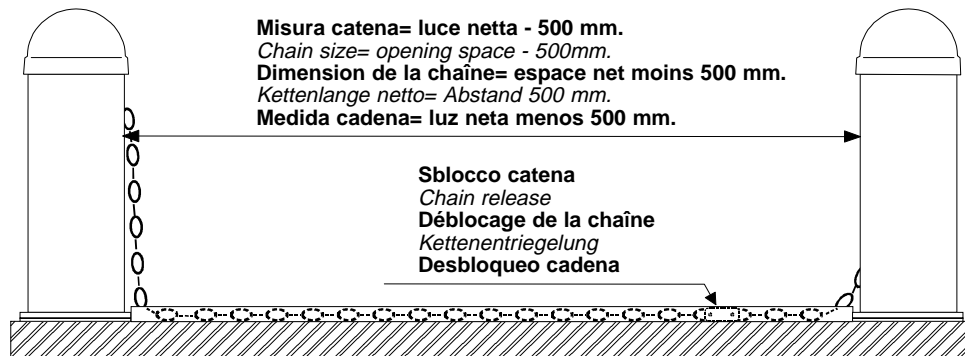 Misura catena= luce netta - 500 mm.
Chain size= opening space - 500mm.
Dimension de la chaîne= espace net moins 500 mm.
Kettenlange netto= Abstand 500 mm.
Medida cadena= luz neta menos 500 mm.
Sblocco catena
Chain release
Déblocage de la chaîne
Kettenentriegelung
Desbloqueo cadena